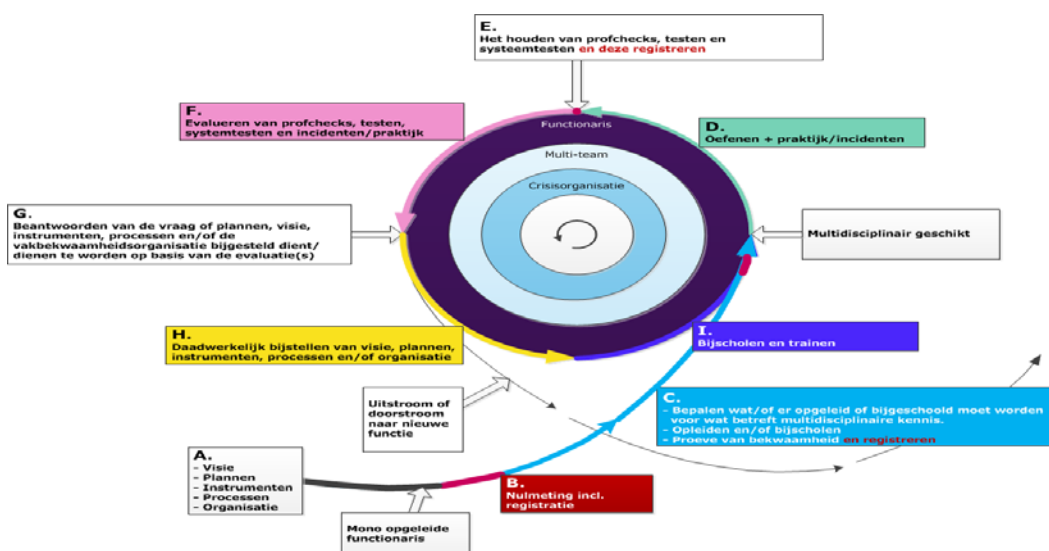 E.
Het houden van profchecks, testen en
systeemtesten en deze registreren
F.
Evalueren van profchecks, testen,
systemtesten en incidenten/praktijk
Functionaris
D.
Oefenen + praktijk/incidenten
Multi-team
Crisisorganisatie
G.
Beantwoorden van de vraag of plannen, visie,
instrumenten, processen en/of de
vakbekwaamheidsorganisatie bijgesteld dient/
dienen te worden op basis van de evaluatie(s)
Multidisciplinair geschikt
H.
Daadwerkelijk bijstellen van visie, plannen,
instrumenten, processen en/of organisatie
I.
Bijscholen en trainen
Uitstroom of
doorstroom
naar nieuwe
functie
C.
- Bepalen wat/of er opgeleid of bijgeschoold moet worden
voor wat betreft multidisciplinaire kennis.
- Opleiden en/of bijscholen
- Proeve van bekwaamheid en registreren
A.
- Visie
- Plannen
- Instrumenten
- Processen
- Organisatie
B.
Nulmeting incl.
registratie
Mono opgeleide
functionaris